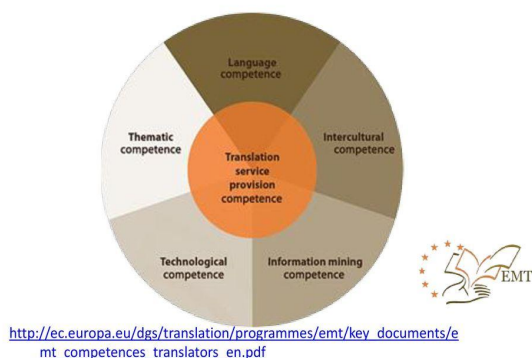 Language
competence
Thematic
competence
Intercultural
competence
Translation
service
provision
competence
Technological
competence
Information mining
competence
EMT
http://ec.europa.eu/dgs/translation/programmes/emt/key_documents/e
mt_competences_translators_en.pdf